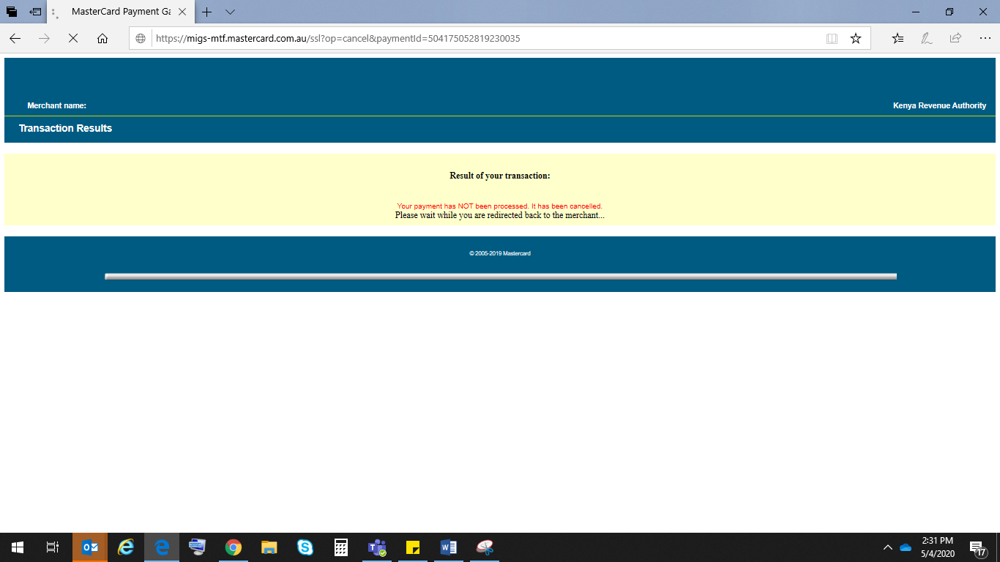 MasterCard Payment Ga
https://migs-mtf.mastercard.com.au/ssl?op=cancel&paymentId=504175052819230035
Merchant name:
Kenya Revenue Authority
Transaction Results
Result of your transaction:
Your payment has NOT been processed. It has been cancelled.
Please wait while you are redirected back to the merchant...
© 2005-2019 Mastercard
2:31 PM
5/4/2020
17